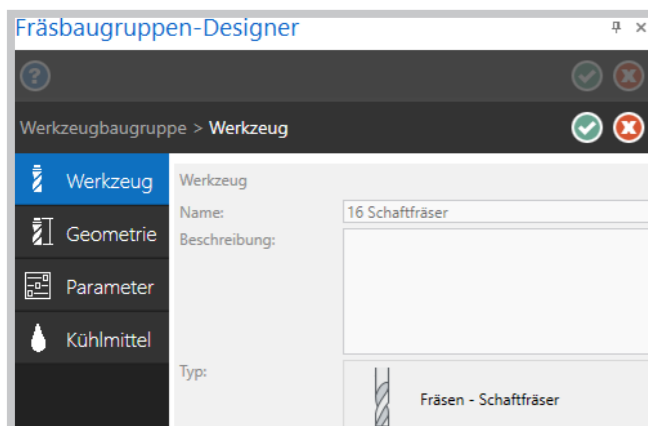 Fräsbaugruppen-Designer
Werkzeugbaugruppe > Werkzeug
Werkzeug
Werkzeug
Name:
16 Schaftfräser
Geometrie
Beschreibung:
Parameter
Kühlmittel
Typ:
Fräsen - Schaftfräser